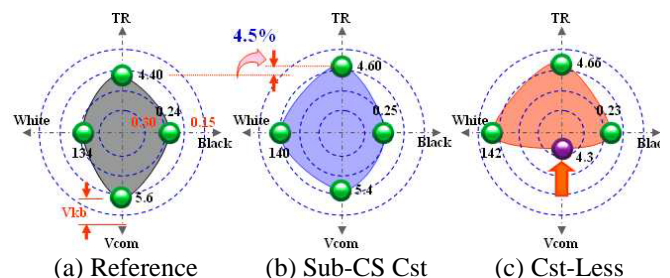 TR
4.40
0.24
White
0.30
0.15
Black
134
5.6
Vkb
Vcom
(a) Reference
4.5%
TR
4.60
0.25
White
Black
140
5.4
Vcom
(b) Sub-CS Cst
TR
4.66
0.23
White
Black
142
4.3
Vcom
(c) Cst-Less